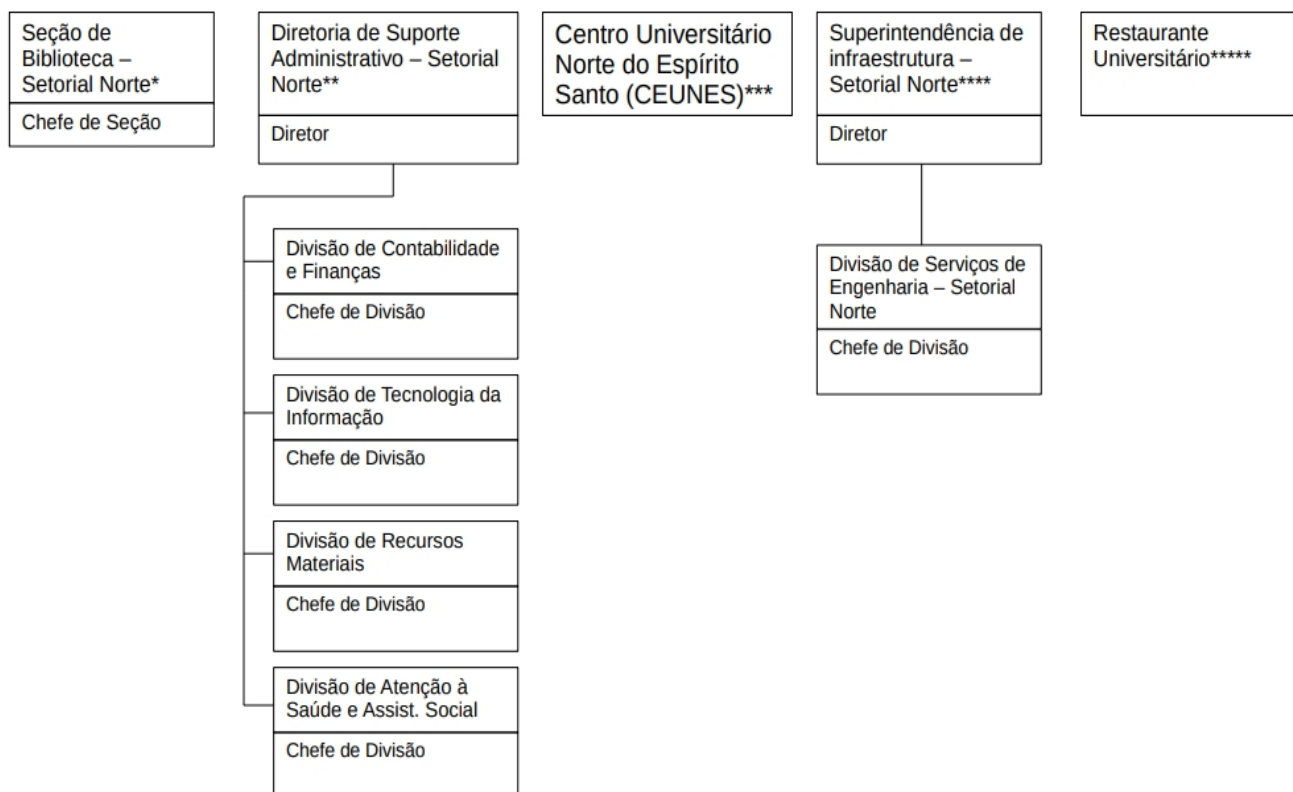 Seção de
Biblioteca –
Setorial Norte*
Chefe de Seção
Diretoria de Suporte
Administrativo – Setorial
Norte**
Diretor
Divisão de Contabilidade
e Finanças
Chefe de Divisão
Divisão de Tecnologia da
Informação
Chefe de Divisão
Divisão de Recursos
Materiais
Chefe de Divisão
Divisão de Atenção à
Saúde e Assist. Social
Chefe de Divisão
Centro Universitário
Norte do Espírito
Santo (CEUNES)***
Superintendência de
infraestrutura –
Setorial Norte****
Diretor
Divisão de Serviços de
Engenharia – Setorial
Norte
Chefe de Divisão
Restaurante
Universitário*****